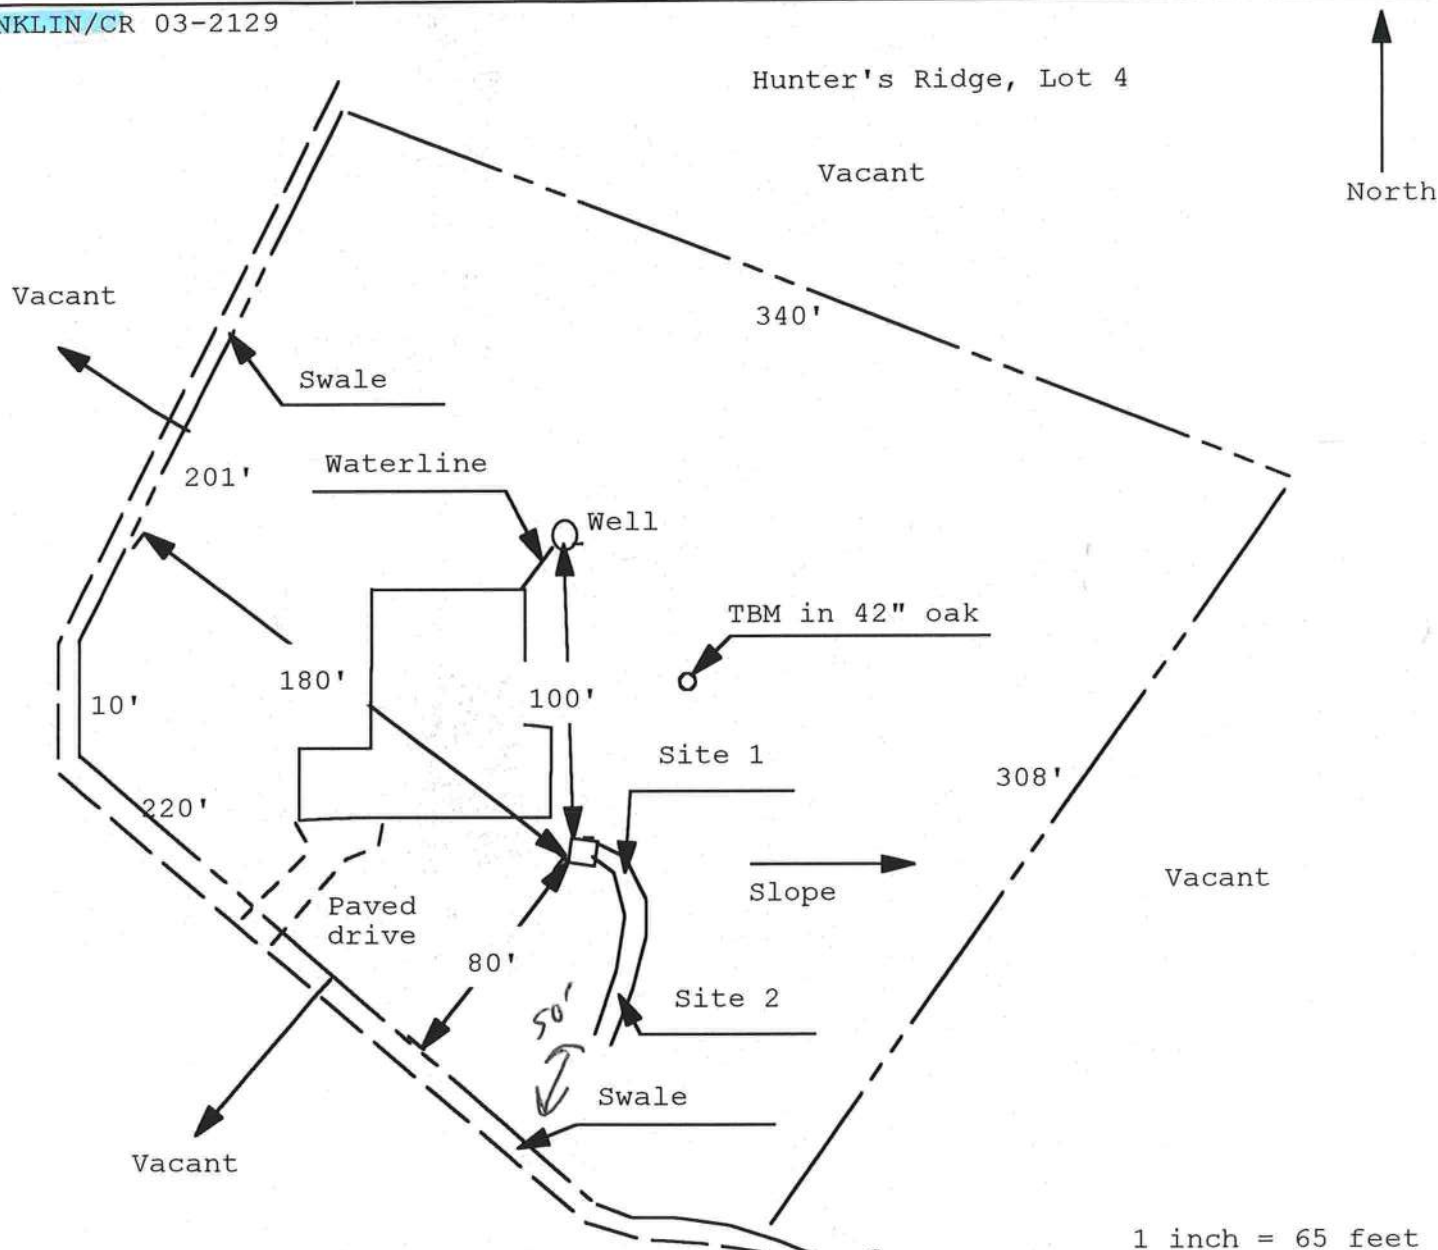 NKLIN/CR 03-2129
Hunter's Ridge, Lot 4
Vacant
North
Vacant
340'
Swale
Waterline
201'
Well
TBM in 42" oak
180'
100'
10'
Site 1
308'
220'
Vacant
Slope
Paved
drive
80'
Site 2
50'
Swale
Vacant
1 inch = 65 feet